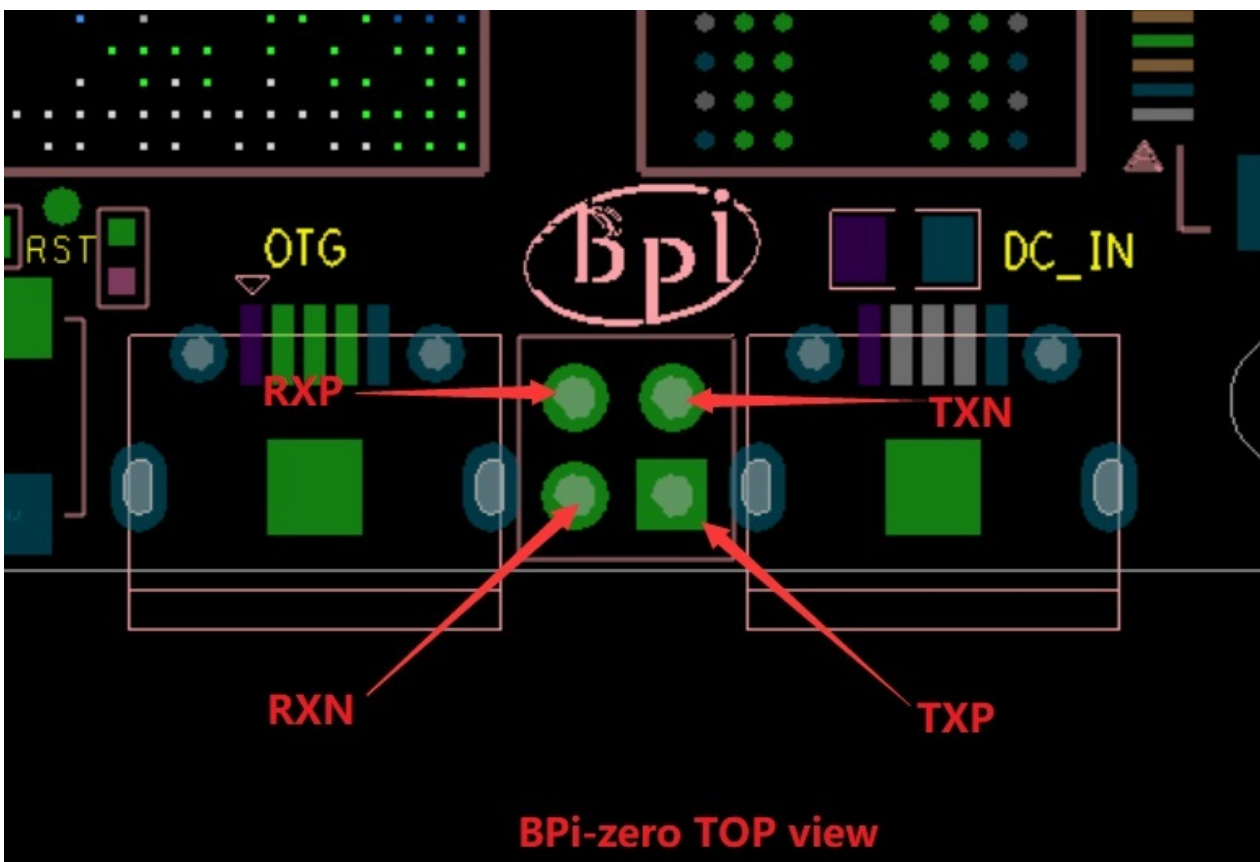 Bpi
RST
OTG
DC_IN
RXP
TXN
RXN
TXP
BPi-zero TOP view